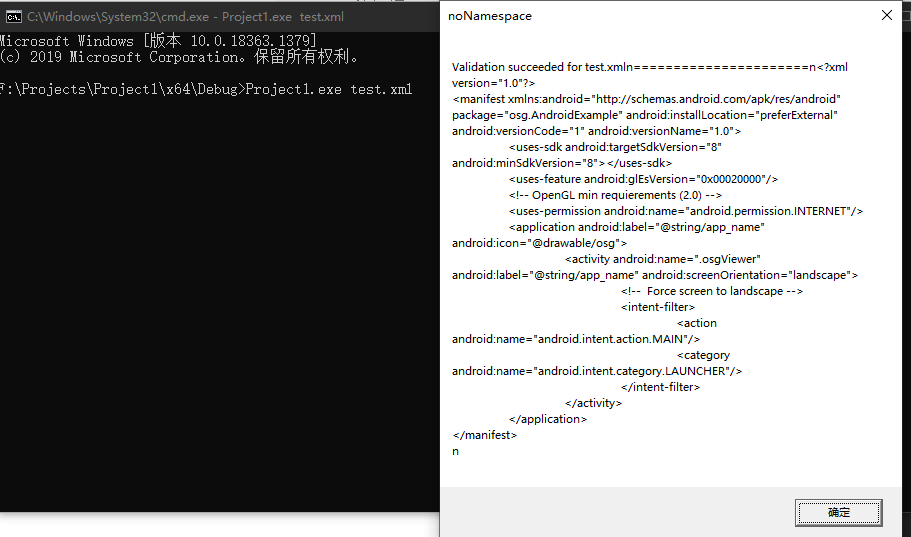 C:\Windows\System32\cmd.exe - Project1.exe  test.xml
Microsoft Windows [版本 10.0.18363.1379]
(c) 2019 Microsoft Corporation。保留所有权利。
F:\Projects\Project1\x64\Debug>Project1.exe test.xml
noNamespace
Validation succeeded for test.xmln======================n<?xml
version="1.0"?>
<manifest xmlns:android="http://schemas.android.com/apk/res/android"
package="osg.AndroidExample" android:installLocation="preferExternal"
android:versionCode="1" android:versionName="1.0">
<uses-sdk android:targetSdkVersion="8"
android:minSdkVersion="8"></uses-sdk>
<uses-feature android:glEsVersion="0x00020000"/>
<!-- OpenGL min requierements (2.0) -->
<uses-permission android:name="android.permission.INTERNET"/>
<application android:label="@string/app_name"
android:icon="@drawable/osg">
<activity android:name=".osgViewer"
android:label="@string/app_name" android:screenOrientation="landscape">
<!--  Force screen to landscape -->
<intent-filter>
<action
android:name="android.intent.action.MAIN"/>
<category
android:name="android.intent.category.LAUNCHER"/>
</intent-filter>
</activity>
</application>
</manifest>
n
确定